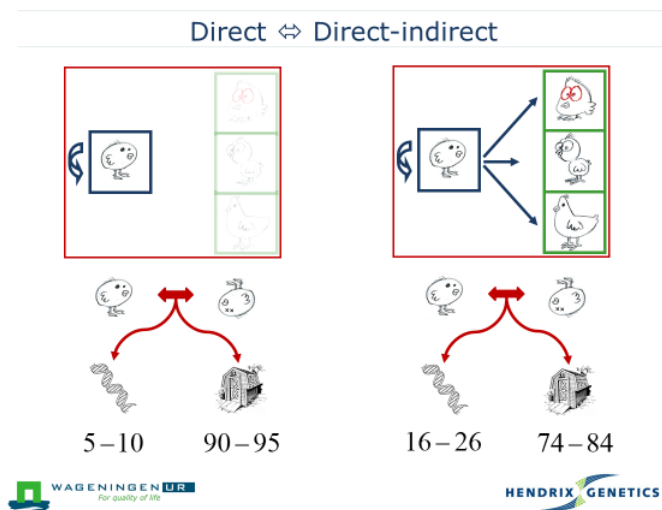 Direct ⇔ Direct-indirect
5–10 90–95 16–26 74–84
WAGENINGEN UR
For quality of life
HENDRIX GENETICS